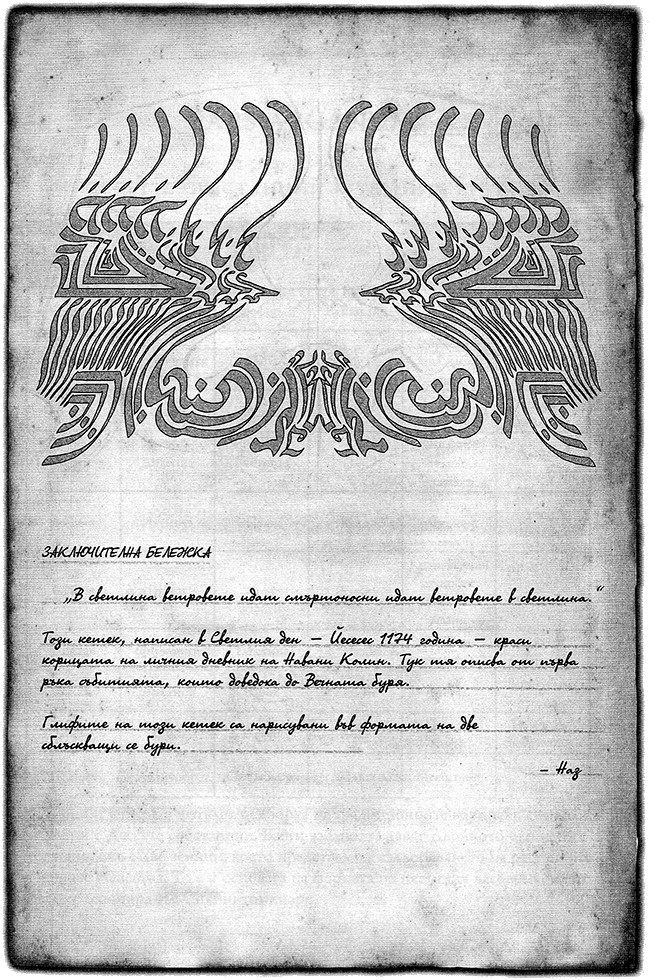 ЗАКЛЮЧИТЕЛНА БЕЛЕЖКА
„В светлина ветровете идат смъртоносни идат ветровете в светлина.“
Този кетек, написан в Светлия ден – Йесесес 1174 година – краси
корицата на личния дневник на Навани Колин. Тук тя описва от първа
ръка събитията, които доведоха до Вечната буря.
Глифите на този кетек са нарисувани във формата на две
сблъскващи се бури.
– Наз